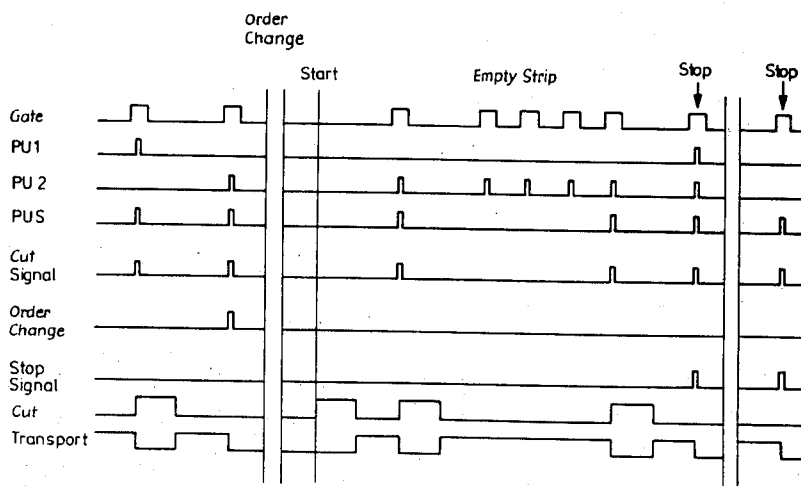 Order
Change
Start
Empty Strip
Stop
Stop
Gate
PU1
PU 2
PUS
Cut
Signal
Order
Change
Stop
Signal
Cut
Transport